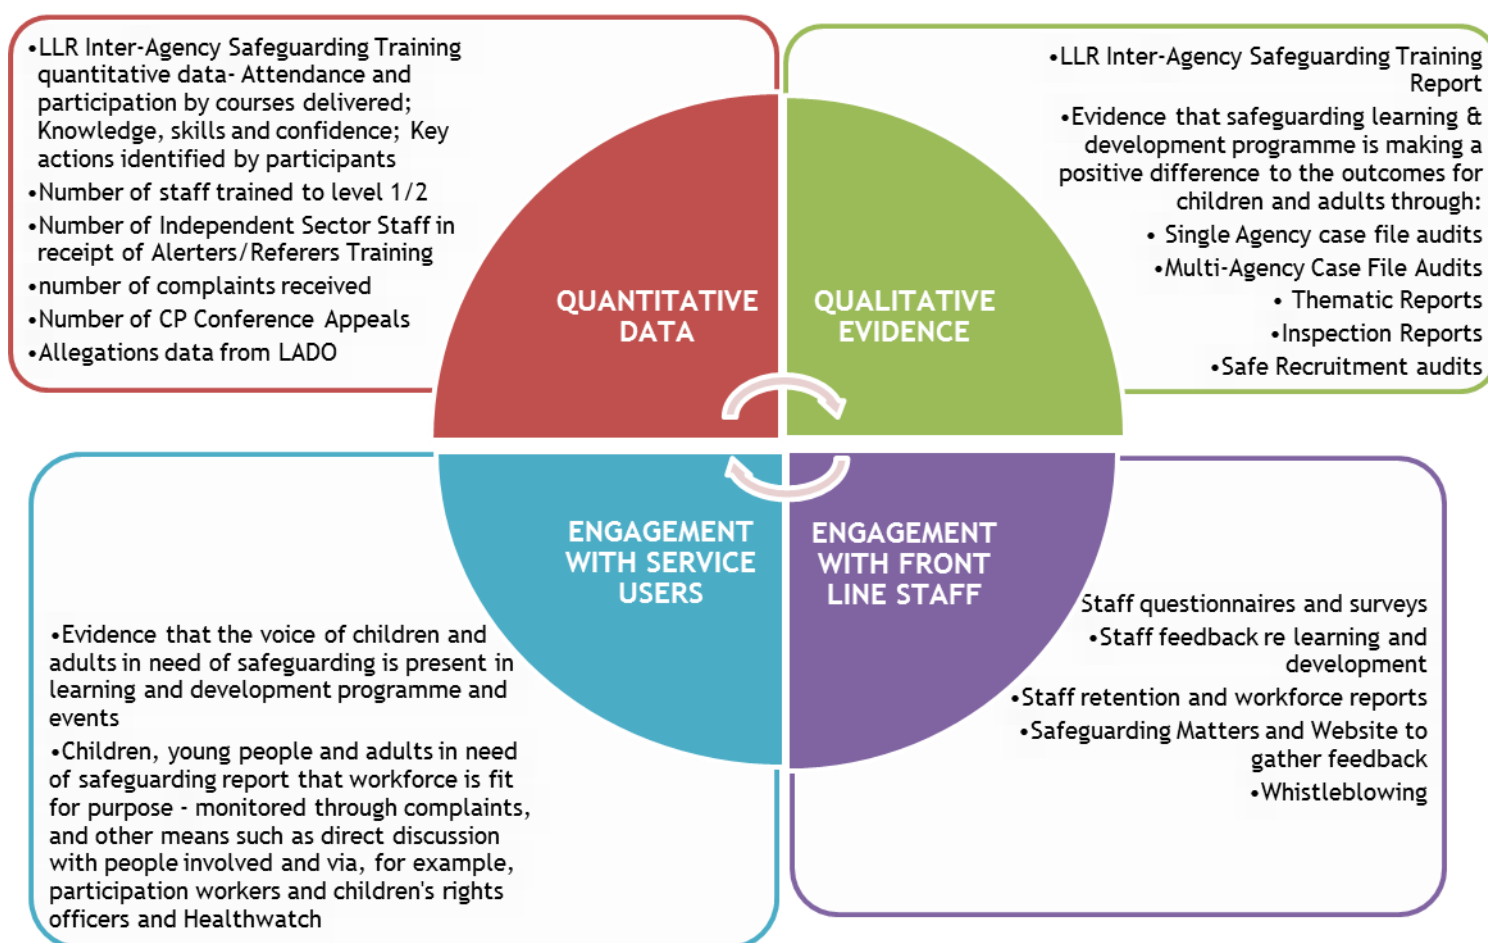 •LLR Inter-Agency Safeguarding Training
quantitative data- Attendance and
participation by courses delivered;
Knowledge, skills and confidence; Key
actions identified by participants
•Number of staff trained to level 1/2
•Number of Independent Sector Staff in
receipt of Alerters/Referers Training
•number of complaints received
•Number of CP Conference Appeals
•Allegations data from LADO
QUANTITATIVE
DATA
•LLR Inter-Agency Safeguarding Training
Report
•Evidence that safeguarding learning &
development programme is making a
positive difference to the outcomes for
children and adults through:
• Single Agency case file audits
•Multi-Agency Case File Audits
• Thematic Reports
•Inspection Reports
•Safe Recruitment audits
QUALITATIVE
EVIDENCE
ENGAGEMENT
WITH SERVICE
USERS
•Evidence that the voice of children and
adults in need of safeguarding is present in
learning and development programme and
events
•Children, young people and adults in need
of safeguarding report that workforce is fit
for purpose - monitored through complaints,
and other means such as direct discussion
with people involved and via, for example,
participation workers and children's rights
officers and Healthwatch
ENGAGEMENT
WITH FRONT
LINE STAFF
Staff questionnaires and surveys
•Staff feedback re learning and
development
•Staff retention and workforce reports
•Safeguarding Matters and Website to
gather feedback
•Whistleblowing